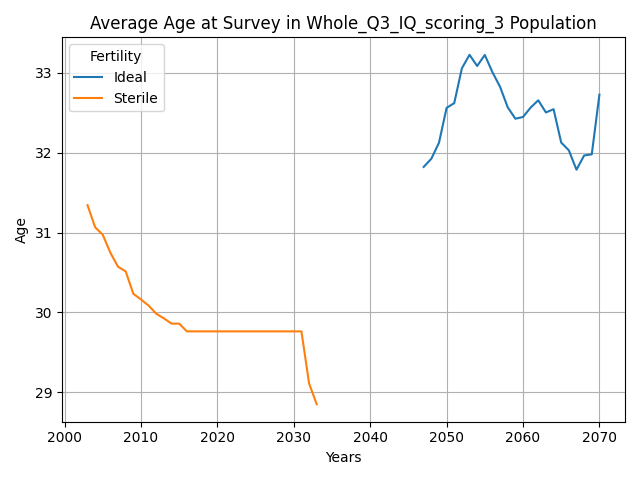 Average Age at Survey in Whole_Q3_IQ_scoring_3 Population
Fertility
Ideal
Sterile
33
32
31
30
29
Age
2000 2010 2020 2030 2040 2050 2060 2070
Years